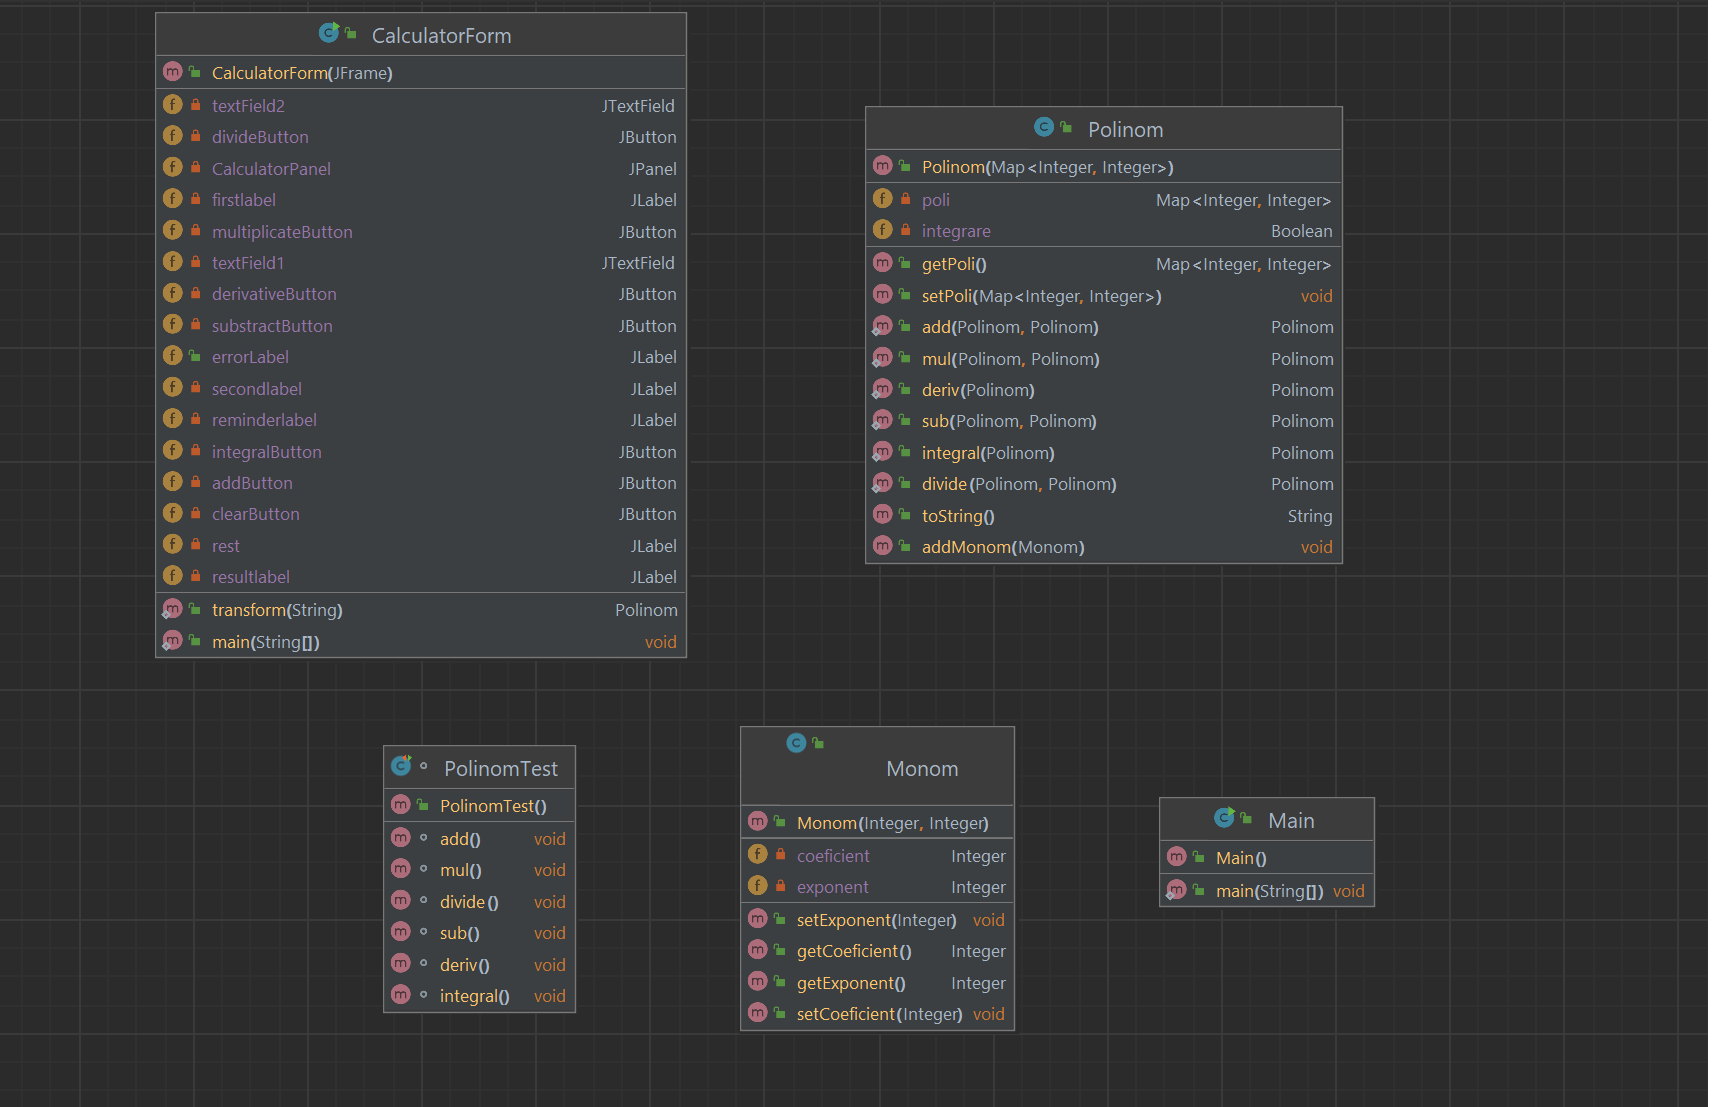 CalculatorForm
CalculatorForm(JFrame)
textField2 JTextField
divideButton JButton
CalculatorPanel JPanel
firstlabel JLabel
multiplicateButton JButton
textField1 JTextField
derivativeButton JButton
substractButton JButton
errorLabel JLabel
secondlabel JLabel
reminderlabel JLabel
integralButton JButton
addButton JButton
clearButton JButton
rest JLabel
resultlabel JLabel
transform(String) Polinom
main(String[]) void
Polinom
Polinom(Map<Integer, Integer>)
poli Map<Integer, Integer>
integrare Boolean
getPoli() Map<Integer, Integer>
setPoli(Map<Integer, Integer>) void
add(Polinom, Polinom) Polinom
mul(Polinom, Polinom) Polinom
deriv(Polinom) Polinom
sub(Polinom, Polinom) Polinom
integral(Polinom) Polinom
divide(Polinom, Polinom) Polinom
toString() String
addMonom(Monom) void
PolinomTest
PolinomTest()
add() void
mul() void
divide() void
sub() void
deriv() void
integral() void
Monom
Monom(Integer, Integer)
coeficient Integer
exponent Integer
setExponent(Integer) void
getCoeficient() Integer
getExponent() Integer
setCoeficient(Integer) void
Main
Main()
main(String[]) void